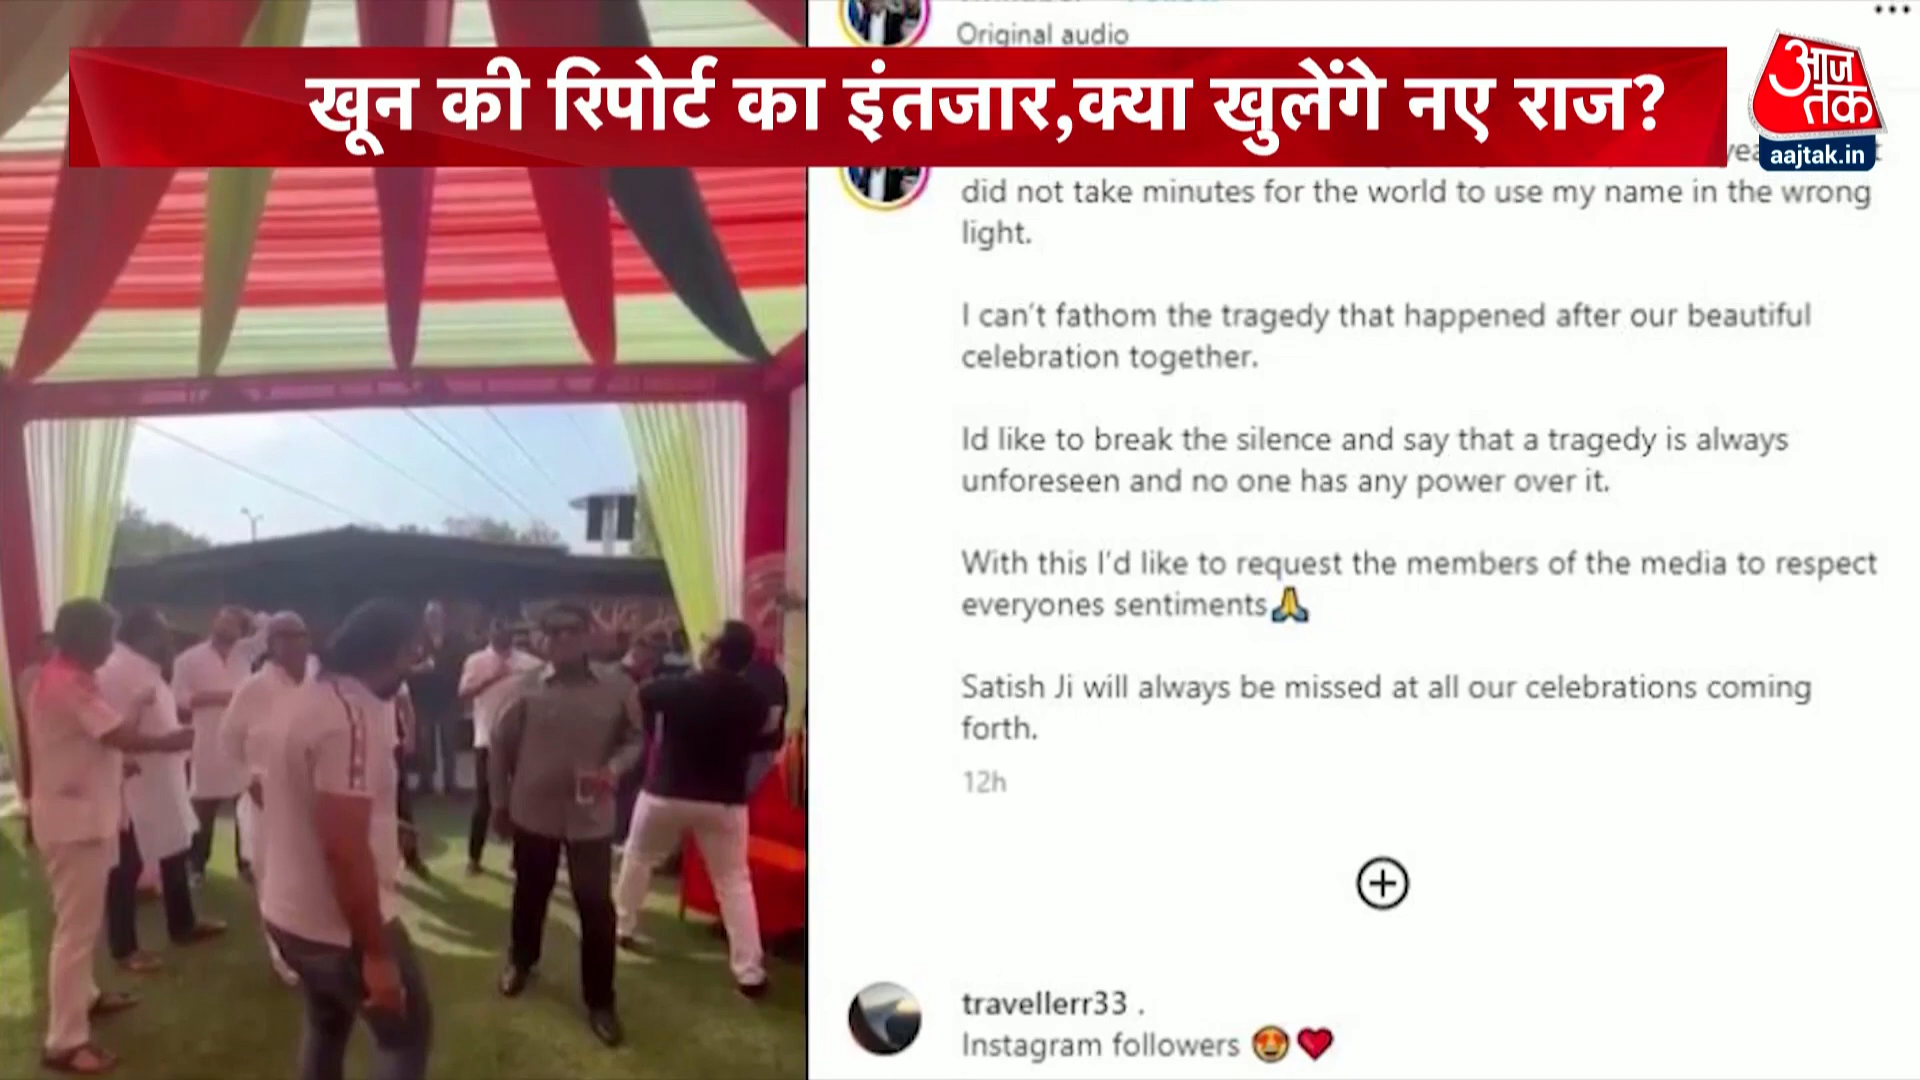 Original audio
खून की रिपोर्ट का इंतजार,क्या खुलेंगे नए राज?
आज
तक
aajtak.in
did not take minutes for the world to use my name in the wrong
light.
I can't fathom the tragedy that happened after our beautiful
celebration together.
Id like to break the silence and say that a tragedy is always
unforeseen and no one has any power over it.
With this I'd like to request the members of the media to respect
everyones sentiments🙏
Satish Ji will always be missed at all our celebrations coming
forth.
12h
travellerr33 .
Instagram followers 😍❤️